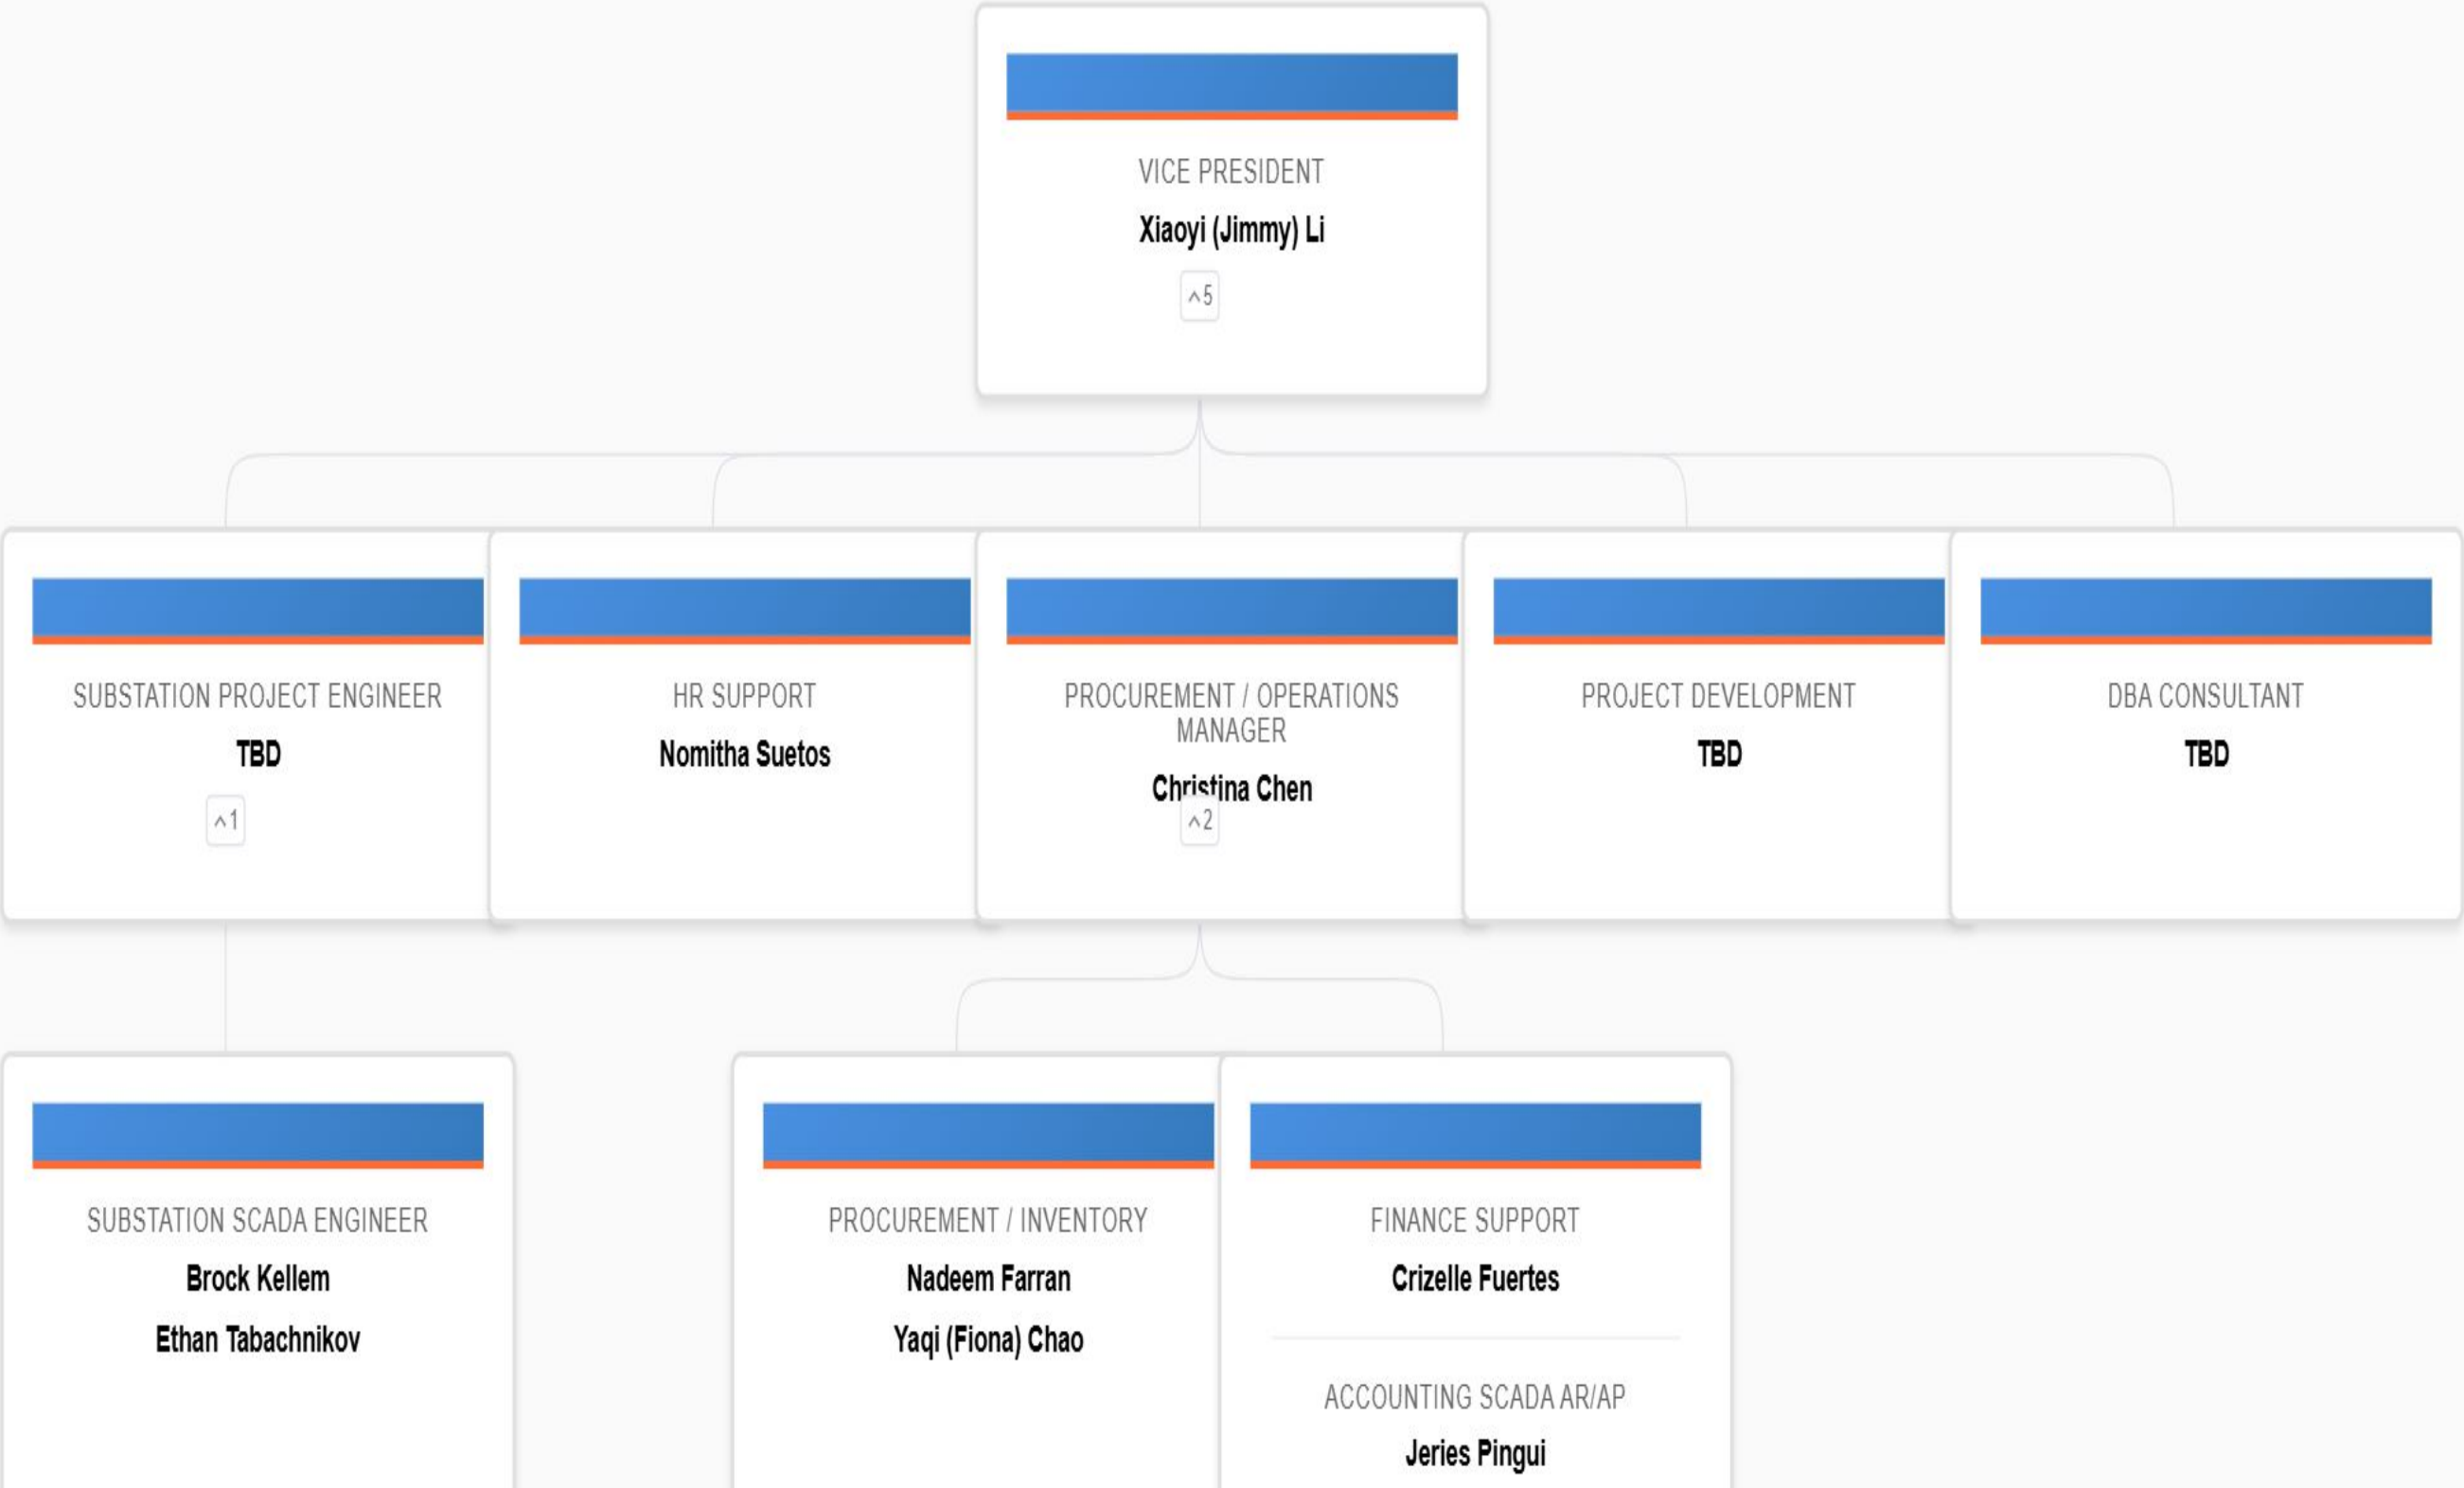 VICE PRESIDENT
Xiaoyi (Jimmy) Li
^5
SUBSTATION PROJECT ENGINEER
TBD
^1
HR SUPPORT
Nomitha Suetos
PROCUREMENT / OPERATIONS
MANAGER
Christina Chen
^2
PROJECT DEVELOPMENT
TBD
DBA CONSULTANT
TBD
SUBSTATION SCADA ENGINEER
Brock Kellem
Ethan Tabachnikov
PROCUREMENT / INVENTORY
Nadeem Farran
Yaqi (Fiona) Chao
FINANCE SUPPORT
Crizelle Fuertes
ACCOUNTING SCADA AR/AP
Jeries Pingui